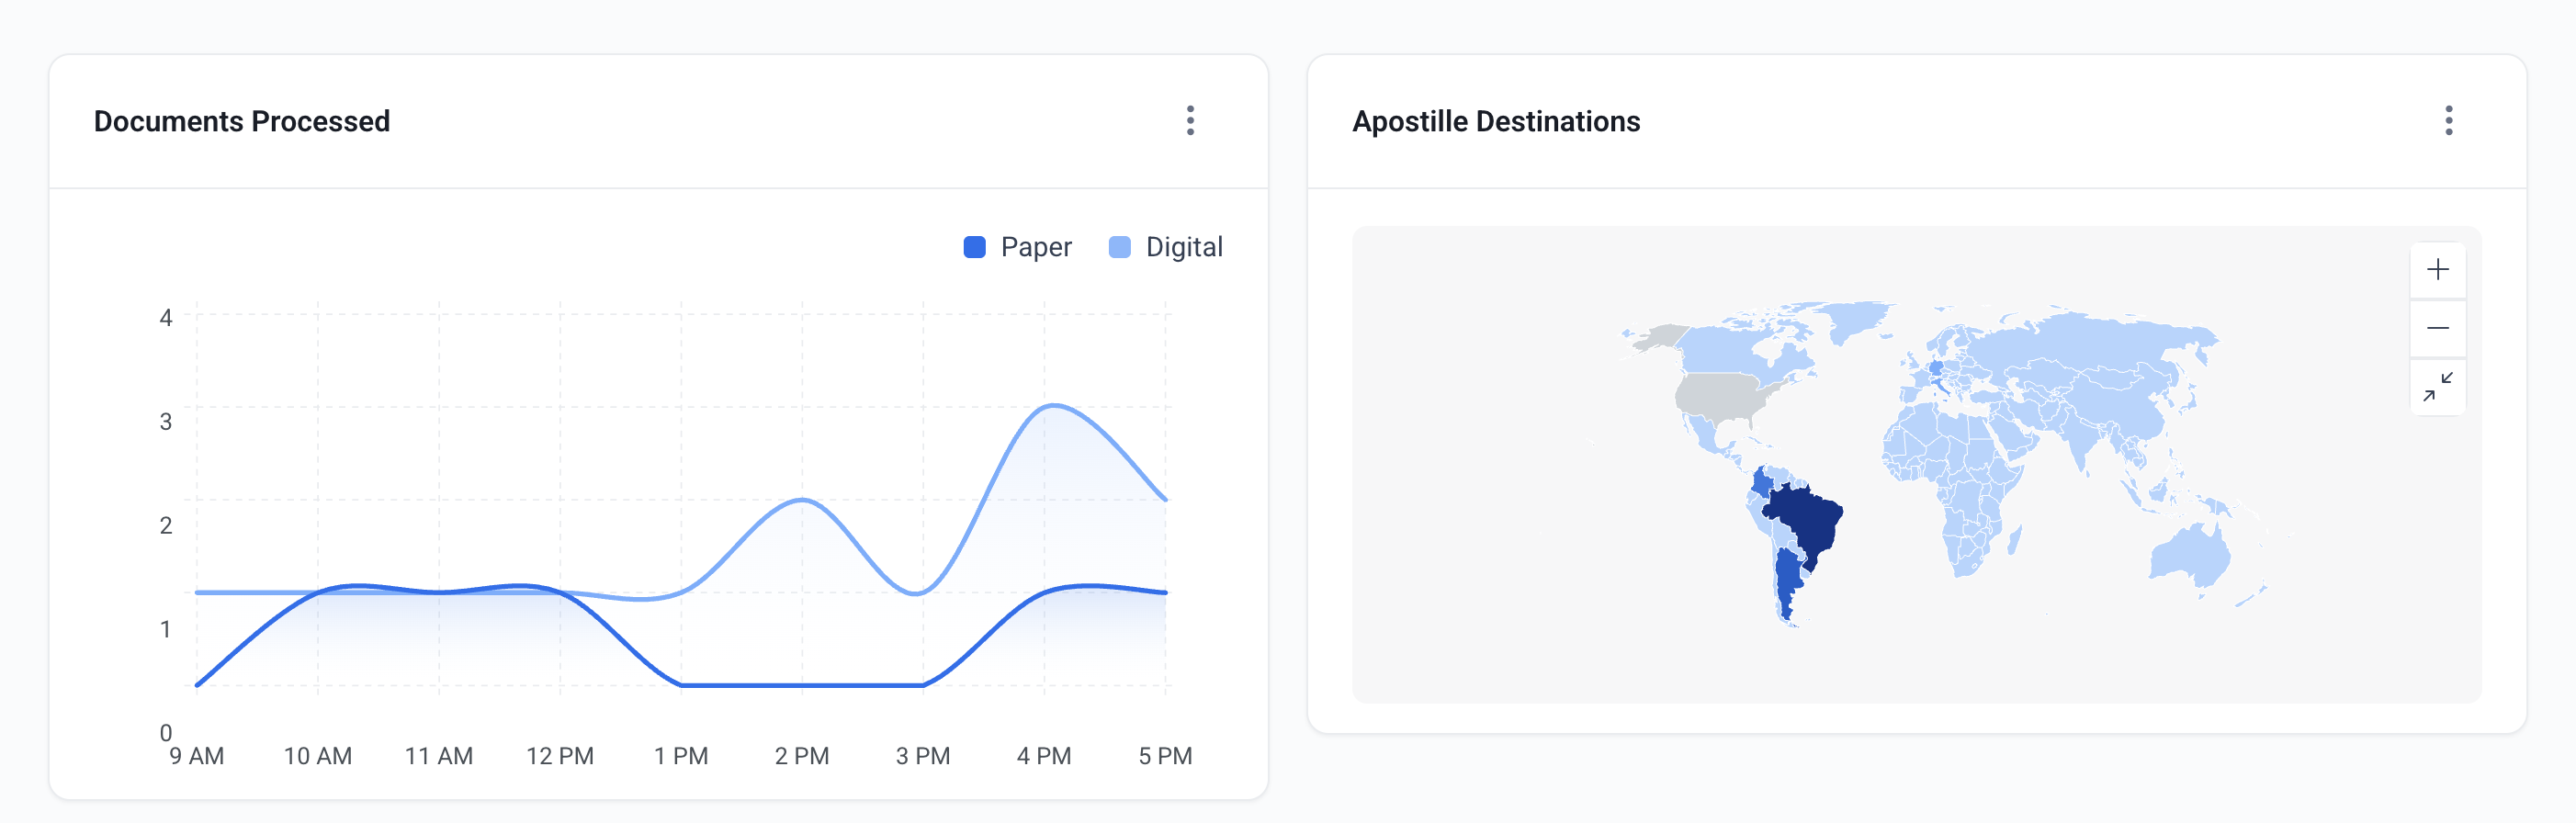 Documents Processed
Paper Digital
4
3
2
1
0
9 AM 10 AM 11 AM 12 PM 1 PM 2 PM 3 PM 4 PM 5 PM
Apostille Destinations